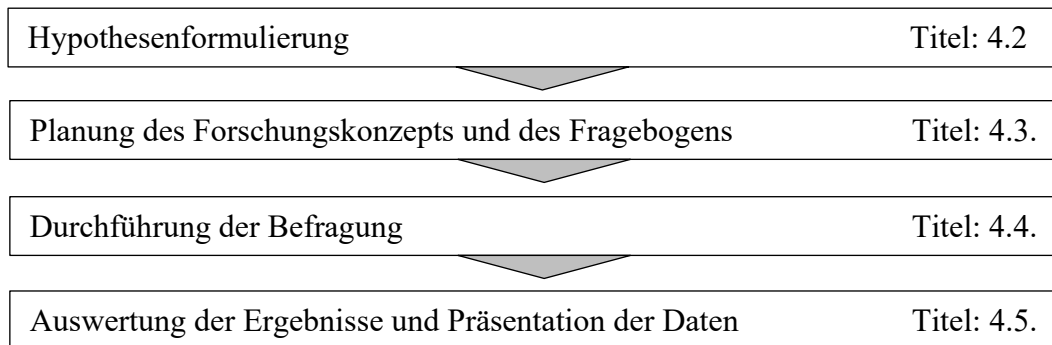 Hypothesenformulierung Titel: 4.2
Planung des Forschungskonzepts und des Fragebogens Titel: 4.3.
Durchführung der Befragung Titel: 4.4.
Auswertung der Ergebnisse und Präsentation der Daten Titel: 4.5.